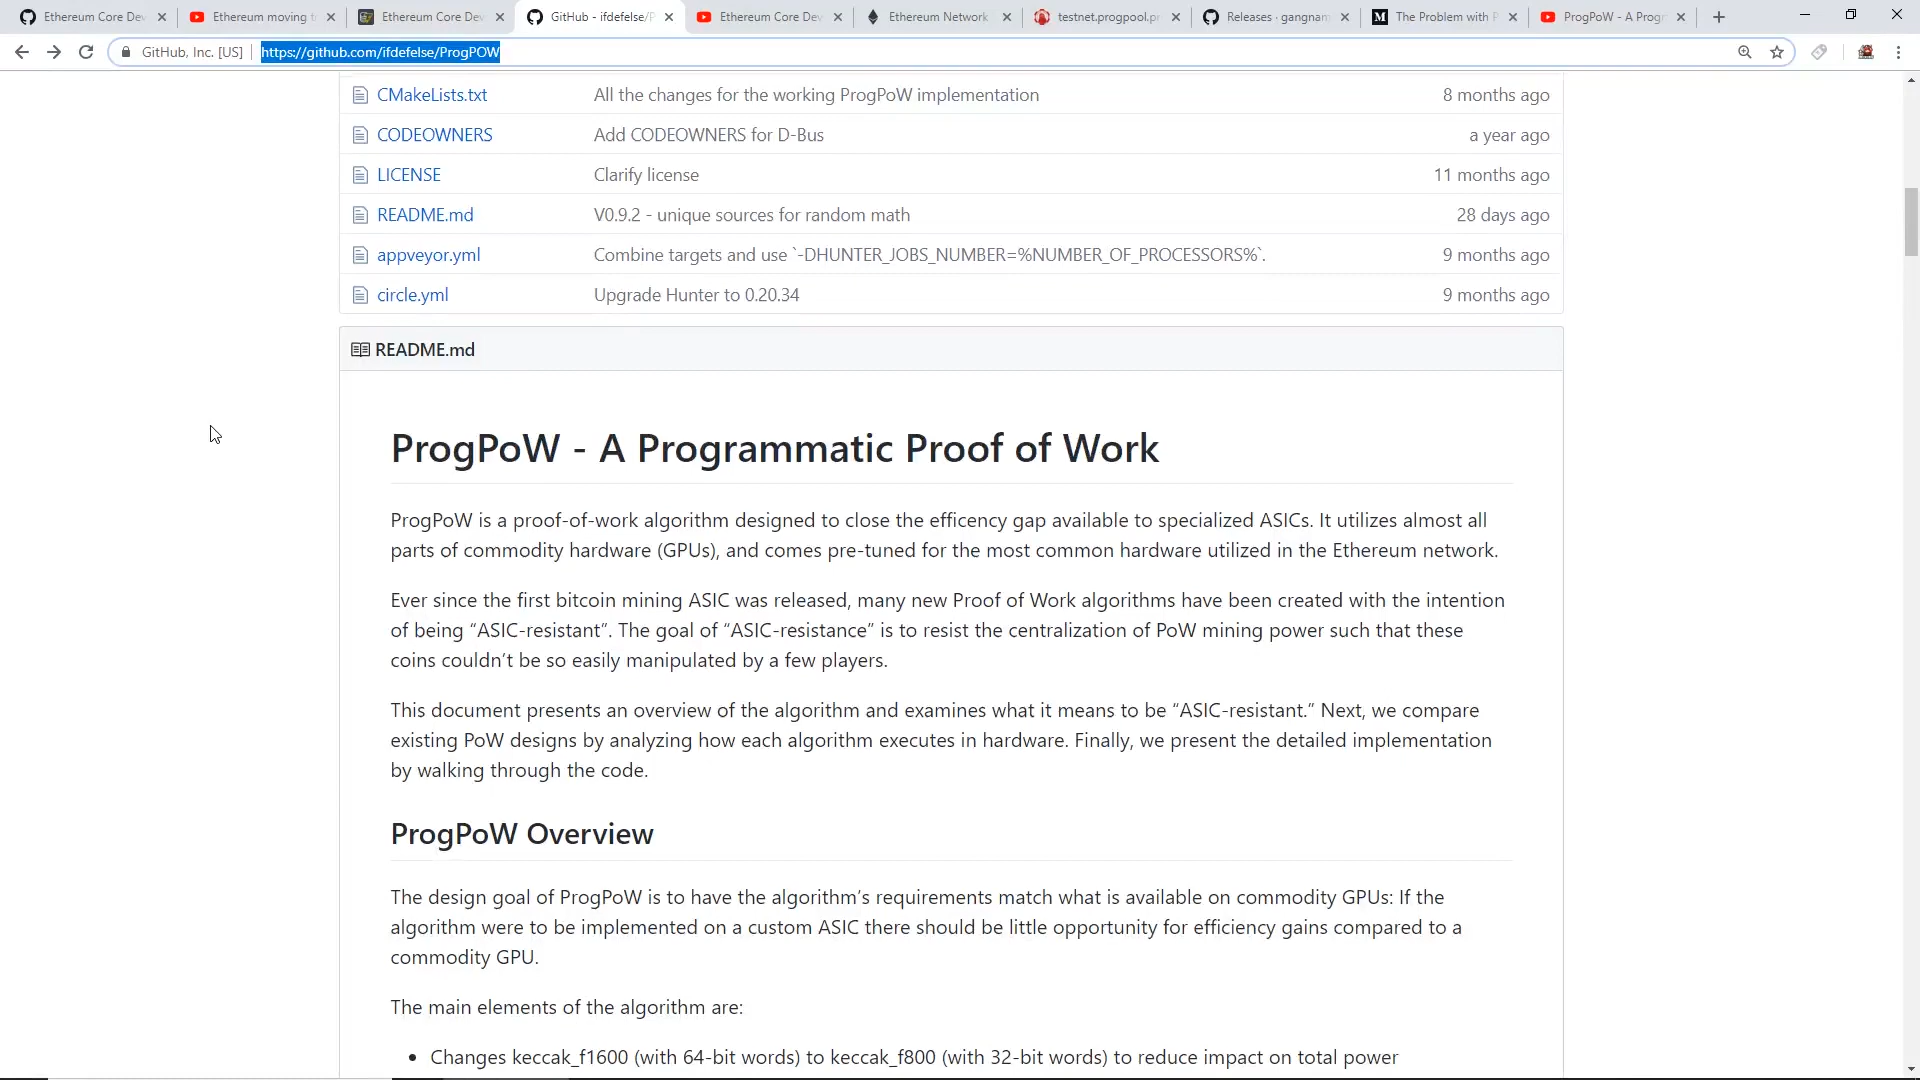 Ethereum Core Dev
Ethereum moving t
Ethereum Core Dev
GitHub - ifdefelse/P
Ethereum Core Dev
Ethereum Network
testnet.progpool.pr
Releases · gangnam
The Problem with P
ProgPoW - A Progr
GitHub, Inc. [US]
https://github.com/ifdefelse/ProgPOW
CMakeLists.txt All the changes for the working ProgPoW implementation 8 months ago
CODEOWNERS Add CODEOWNERS for D-Bus a year ago
LICENSE Clarify license 11 months ago
README.md V0.9.2 - unique sources for random math 28 days ago
appveyor.yml Combine targets and use `-DHUNTER_JOBS_NUMBER=%NUMBER_OF_PROCESSORS%`. 9 months ago
circle.yml Upgrade Hunter to 0.20.34 9 months ago
README.md
ProgPoW - A Programmatic Proof of Work
ProgPoW is a proof-of-work algorithm designed to close the efficency gap available to specialized ASICs. It utilizes almost all
parts of commodity hardware (GPUs), and comes pre-tuned for the most common hardware utilized in the Ethereum network.
Ever since the first bitcoin mining ASIC was released, many new Proof of Work algorithms have been created with the intention
of being “ASIC-resistant”. The goal of “ASIC-resistance” is to resist the centralization of PoW mining power such that these
coins couldn’t be so easily manipulated by a few players.
This document presents an overview of the algorithm and examines what it means to be “ASIC-resistant.” Next, we compare
existing PoW designs by analyzing how each algorithm executes in hardware. Finally, we present the detailed implementation
by walking through the code.
ProgPoW Overview
The design goal of ProgPoW is to have the algorithm’s requirements match what is available on commodity GPUs: If the
algorithm were to be implemented on a custom ASIC there should be little opportunity for efficiency gains compared to a
commodity GPU.
The main elements of the algorithm are:
• Changes keccak_f1600 (with 64-bit words) to keccak_f800 (with 32-bit words) to reduce impact on total power